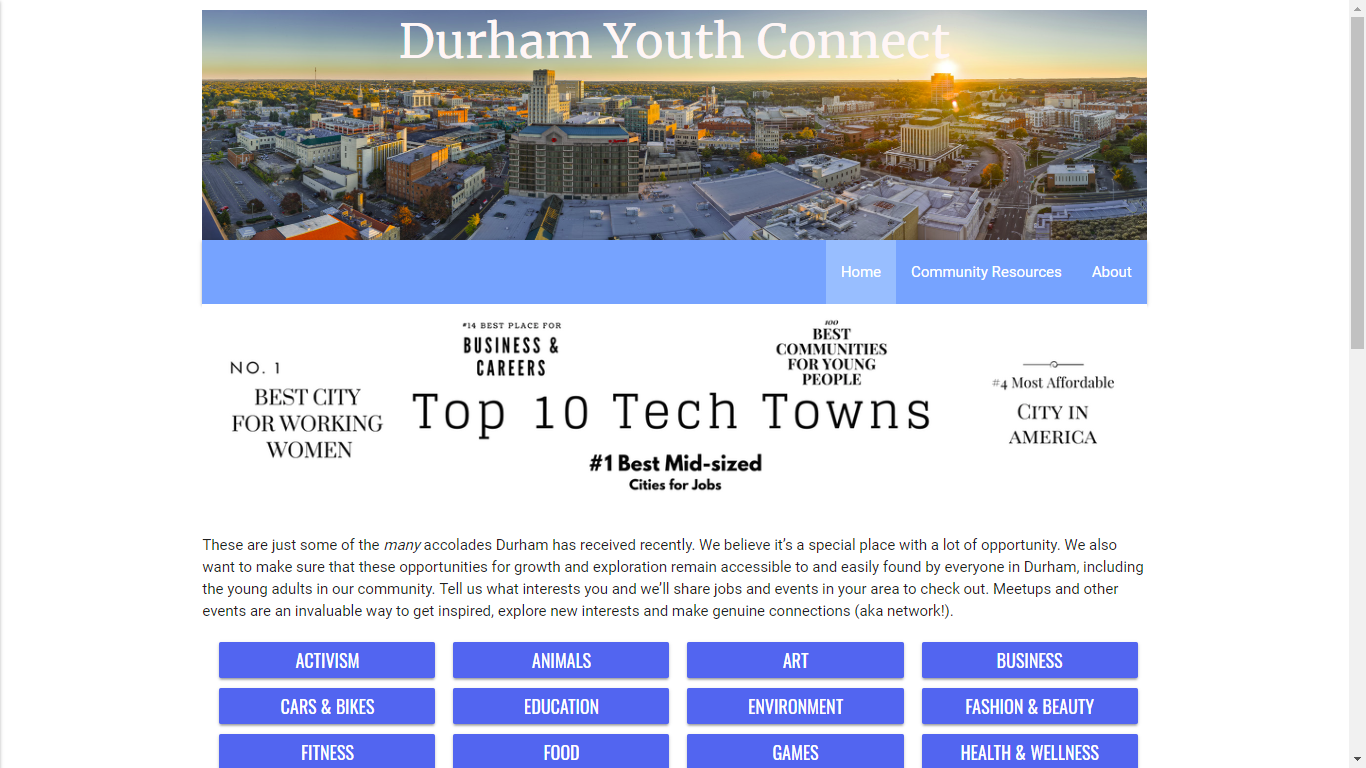 Durham Youth Connect
Home Community Resources About
NO. 1
BEST CITY
FOR WORKING
WOMEN
#14 BEST PLACE FOR
BUSINESS &
CAREERS
100
BEST
COMMUNITIES
FOR YOUNG
PEOPLE
Top 10 Tech Towns
#1 Best Mid-sized
Cities for Jobs
#4 Most Affordable
CITY IN
AMERICA
These are just some of the many accolades Durham has received recently. We believe it’s a special place with a lot of opportunity. We also
want to make sure that these opportunities for growth and exploration remain accessible to and easily found by everyone in Durham, including
the young adults in our community. Tell us what interests you and we’ll share jobs and events in your area to check out. Meetups and other
events are an invaluable way to get inspired, explore new interests and make genuine connections (aka network!).
ACTIVISM ANIMALS ART BUSINESS
CARS & BIKES EDUCATION ENVIRONMENT FASHION & BEAUTY
FITNESS FOOD GAMES HEALTH & WELLNESS